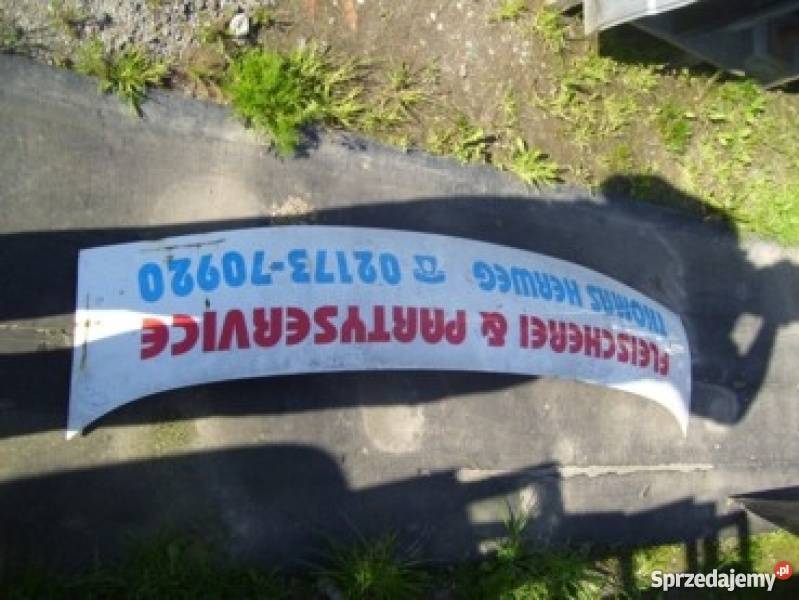 FLEISCHEREI & PARTYSERVICE
THOMAS HERWEG ☎ 02173-70920
Sprzedajemy.pl